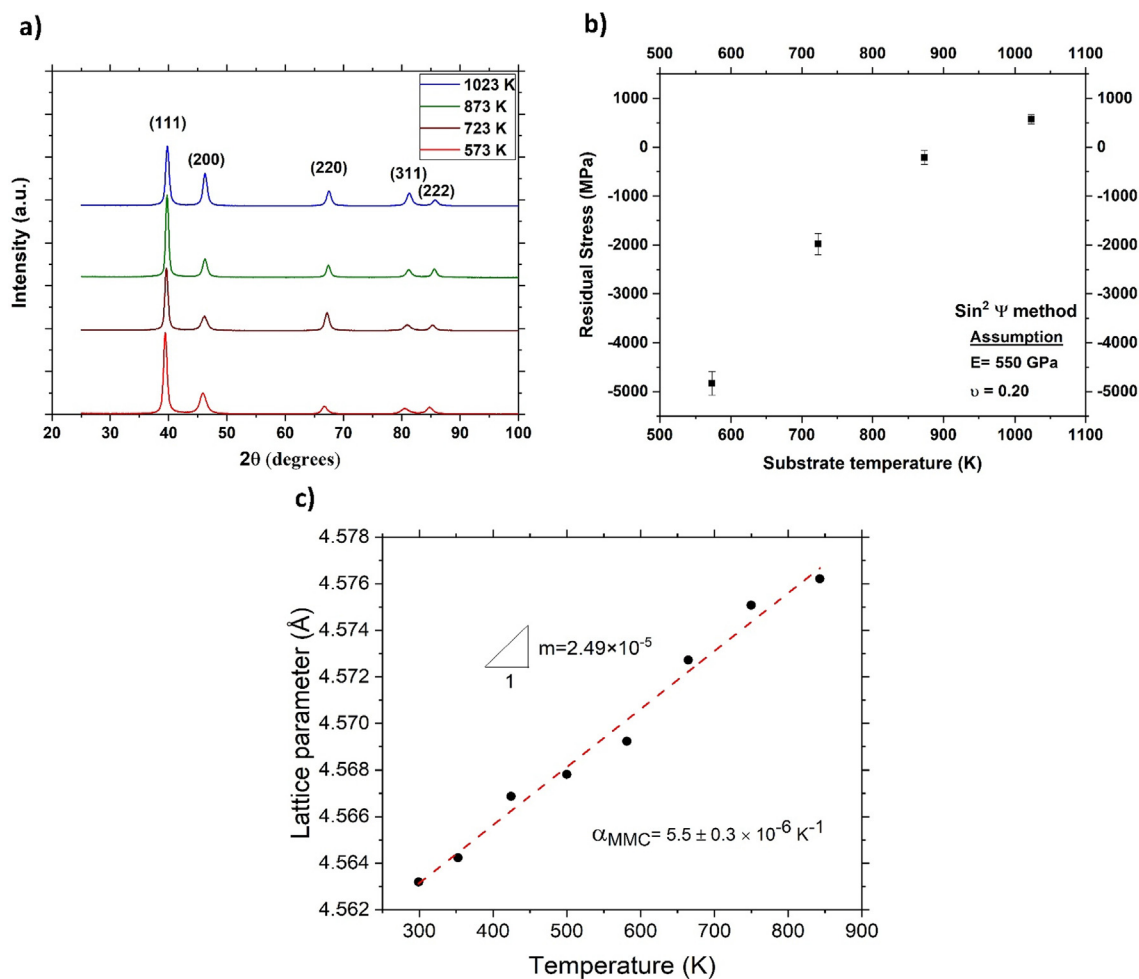 a)
1023 K
873 K
723 K
573 K
(111)
(200)
(220)
(311)
(222)
Intensity (a.u.)
20 30 40 50 60 70 80 90 100
2θ (degrees)
b)
500 600 700 800 900 1000 1100
1000 1000
0 0
-1000 -1000
-2000 -2000
-3000 -3000
-4000 -4000
-5000 -5000
Residual Stress (MPa)
Sin² Ψ method
Assumption
E= 550 GPa
υ = 0.20
500 600 700 800 900 1000 1100
Substrate temperature (K)
c)
4.578
4.576
4.574
4.572
4.570
4.568
4.566
4.564
4.562
Lattice parameter (Å)
m=2.49×10⁻⁵
1
α_MMC= 5.5 ± 0.3 × 10⁻⁶ K⁻¹
300 400 500 600 700 800 900
Temperature (K)